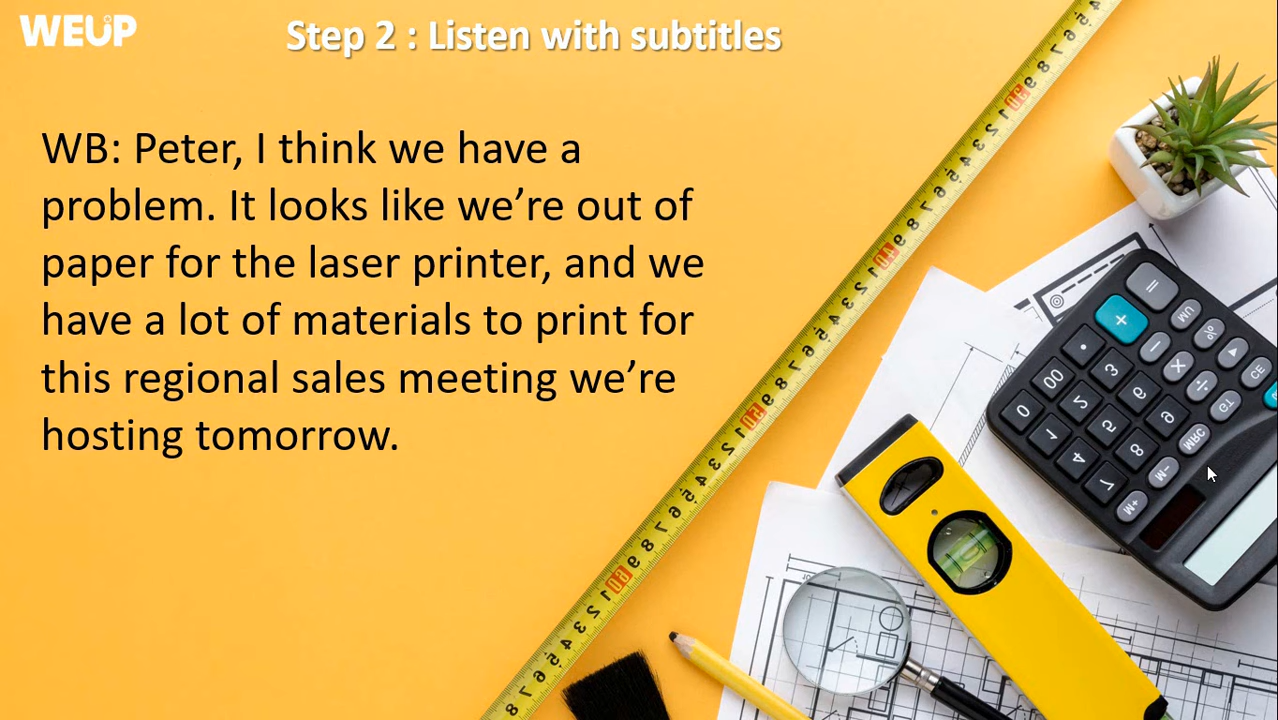 WEUP
Step 2 : Listen with subtitles
WB: Peter, I think we have a
problem. It looks like we’re out of
paper for the laser printer, and we
have a lot of materials to print for
this regional sales meeting we’re
hosting tomorrow.